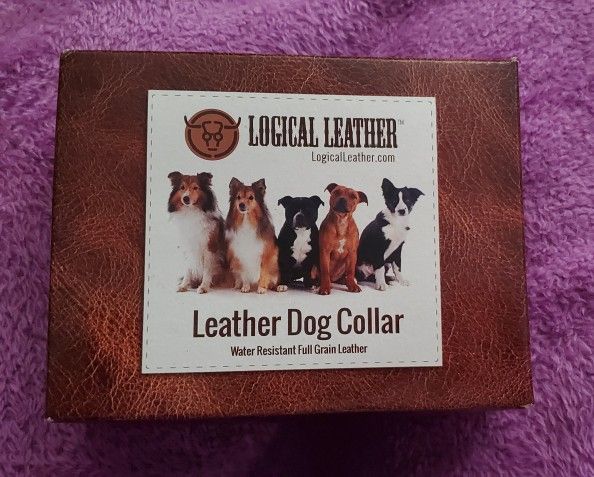 LOGICAL LEATHER™
LogicalLeather.com
Leather Dog Collar
Water Resistant Full Grain Leather